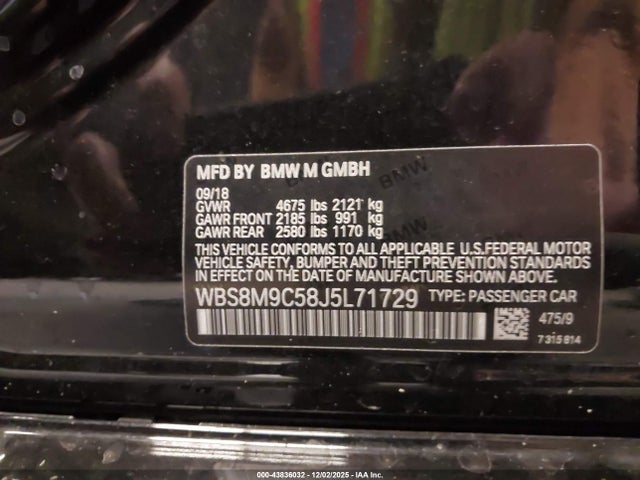 MFD BY BMW M GMBH
09/18
GVWR 4675 lbs 2121 kg
GAWR FRONT 2185 lbs 991 kg
GAWR REAR 2580 lbs 1170 kg
THIS VEHICLE CONFORMS TO ALL APPLICABLE U.S.FEDERAL MOTOR
VEHICLE SAFETY, BUMPER AND THEFT PREVENTION STANDARDS
IN EFFECT ON THE DATE OF MANUFACTURE SHOWN ABOVE.
WBS8M9C58J5L71729 TYPE: PASSENGER CAR
475/9
7315814
000-43836032 - 12/02/2025 - IAA Inc.